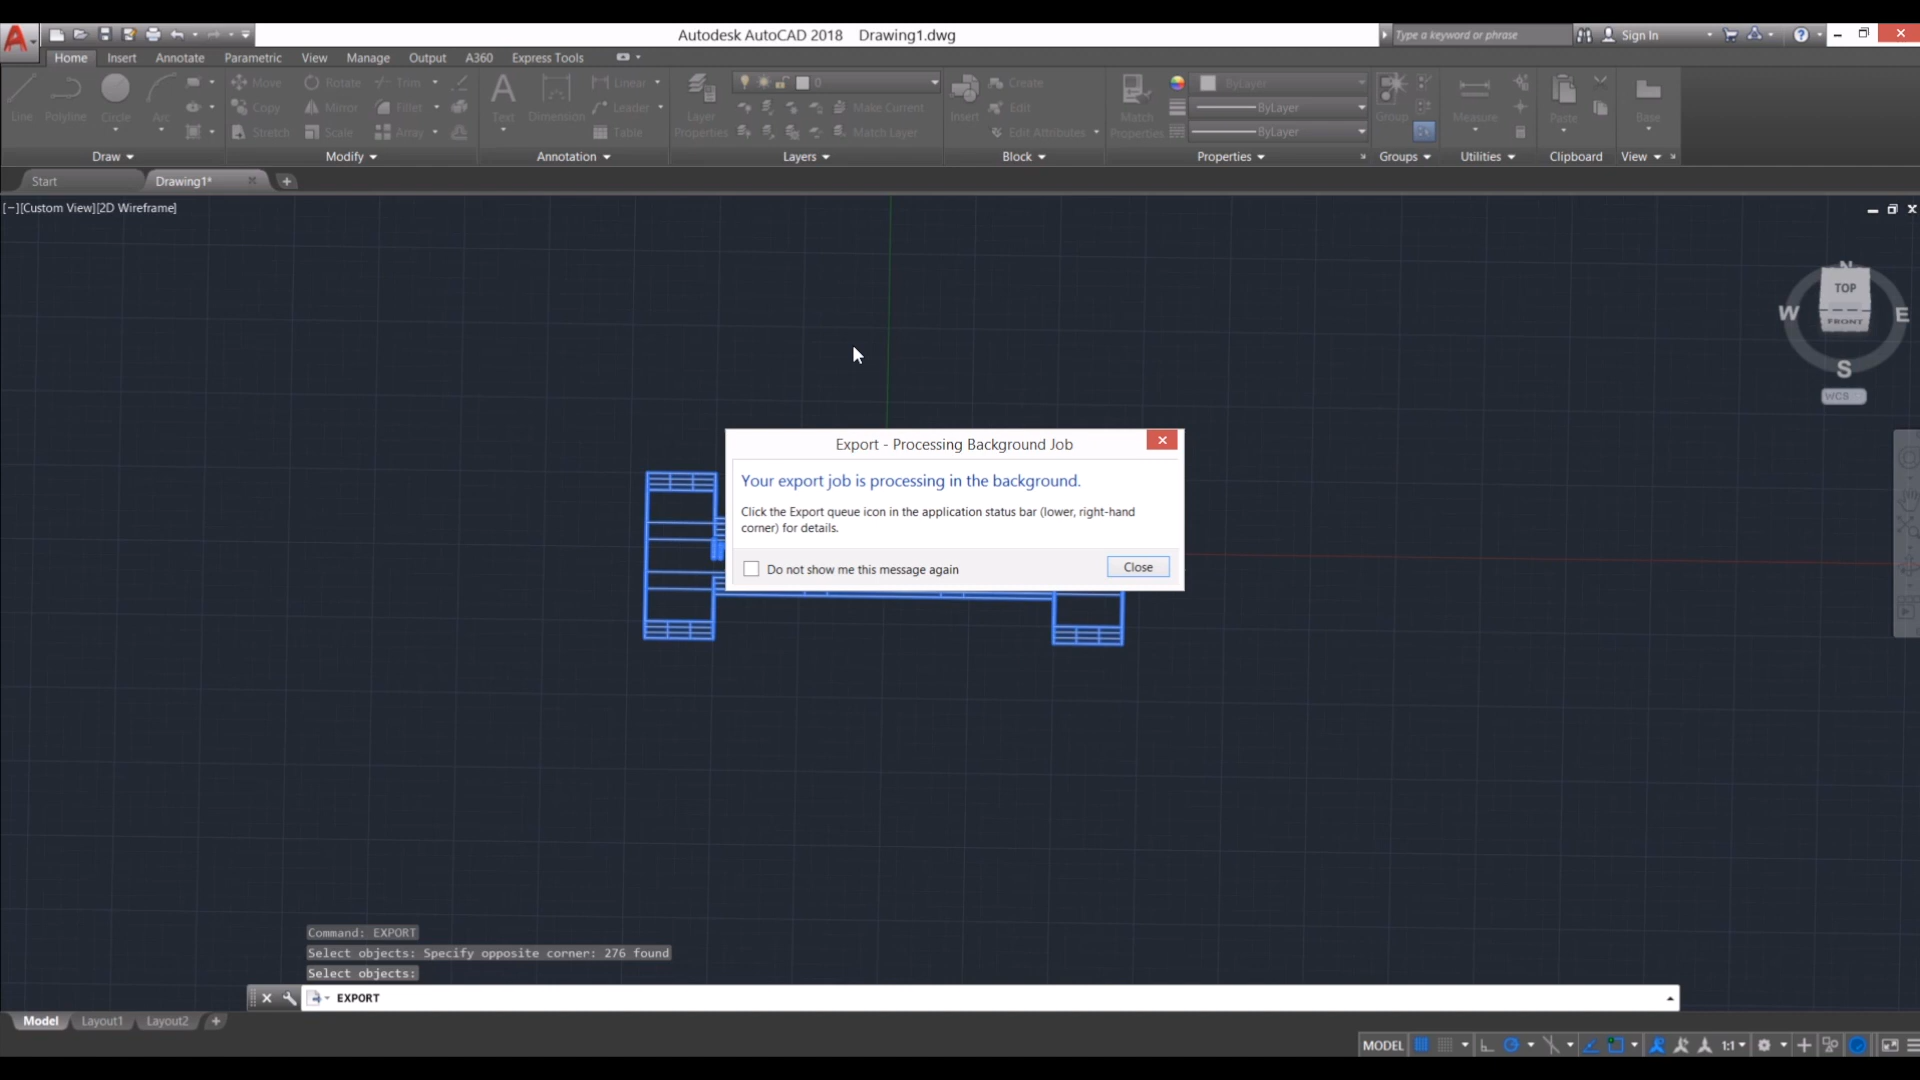 Autodesk AutoCAD 2018 Drawing1.dwg
Type a keyword or phrase
Sign In
Home Insert Annotate Parametric View Manage Output A360 Express Tools
Line Polyline Circle Arc
Move Rotate Trim
Copy Mirror Fillet
Stretch Scale Array
Text Dimension
Linear
Leader
Table
Layer Properties
0
Make Current
Match Layer
Insert
Create
Edit
Edit Attributes
Match Properties
ByLayer
ByLayer
ByLayer
Group
Measure
Paste
Base
Draw Modify Annotation Layers Block Properties Groups Utilities Clipboard View
Start Drawing1*
[−][Custom View][2D Wireframe]
N
TOP
FRONT
W E
S
WCS
Export - Processing Background Job
Your export job is processing in the background.
Click the Export queue icon in the application status bar (lower, right-hand
corner) for details.
Do not show me this message again
Close
Command: EXPORT
Select objects: Specify opposite corner: 276 found
Select objects:
EXPORT
Model Layout1 Layout2
MODEL 1:1